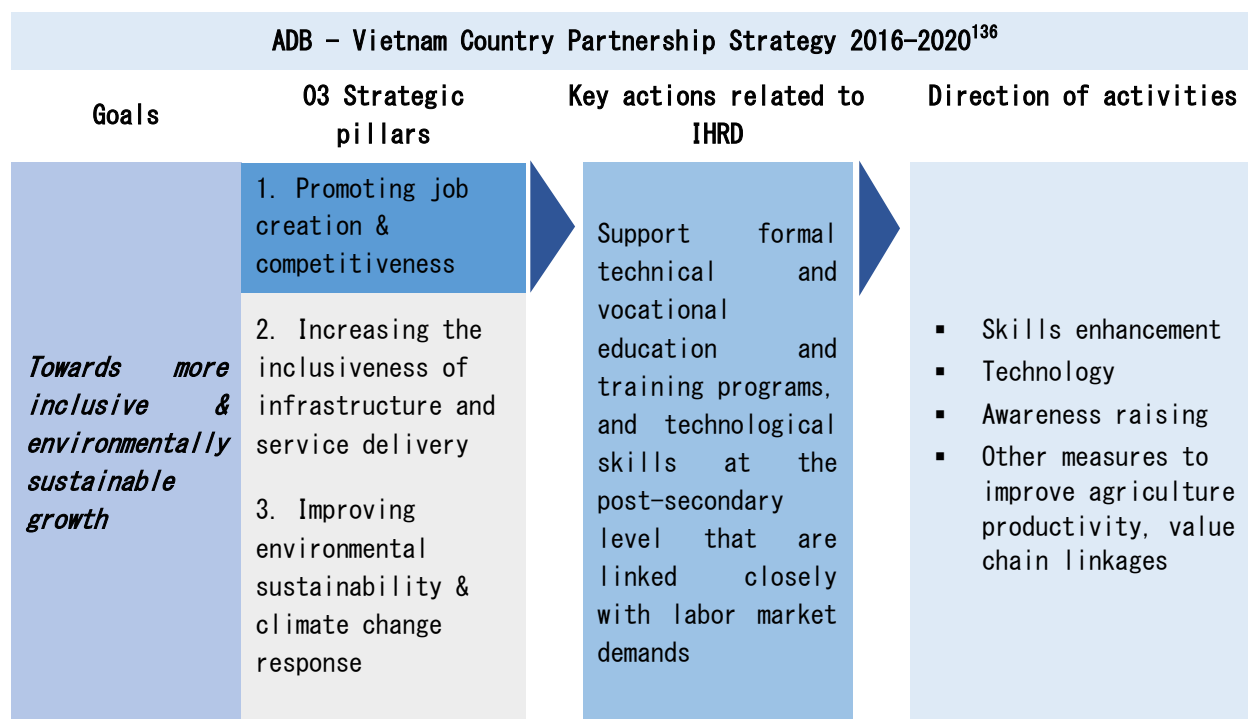 ADB – Vietnam Country Partnership Strategy 2016-2020136
Goals
03 Strategic
pillars
Key actions related to
IHRD
Direction of activities
Towards more
inclusive &
environmentally
sustainable
growth
1. Promoting job
creation &
competitiveness
2. Increasing the
inclusiveness of
infrastructure and
service delivery
3. Improving
environmental
sustainability &
climate change
response
Support formal
technical and
vocational
education and
training programs,
and technological
skills at the
post-secondary
level that are
linked closely
with labor market
demands
▪ Skills enhancement
▪ Technology
▪ Awareness raising
▪ Other measures to
improve agriculture
productivity, value
chain linkages